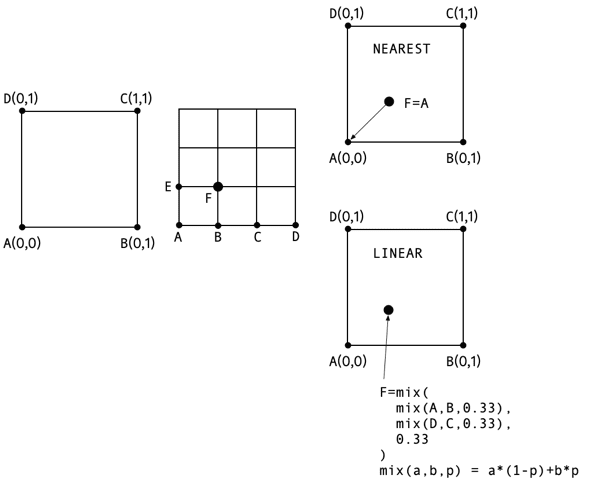 D(0,1) C(1,1)
A(0,0) B(0,1)
E
F
A B C D
D(0,1) C(1,1)
NEAREST
F=A
A(0,0) B(0,1)
D(0,1) C(1,1)
LINEAR
A(0,0) B(0,1)
F=mix(
mix(A,B,0.33),
mix(D,C,0.33),
0.33
)
mix(a,b,p) = a*(1-p)+b*p